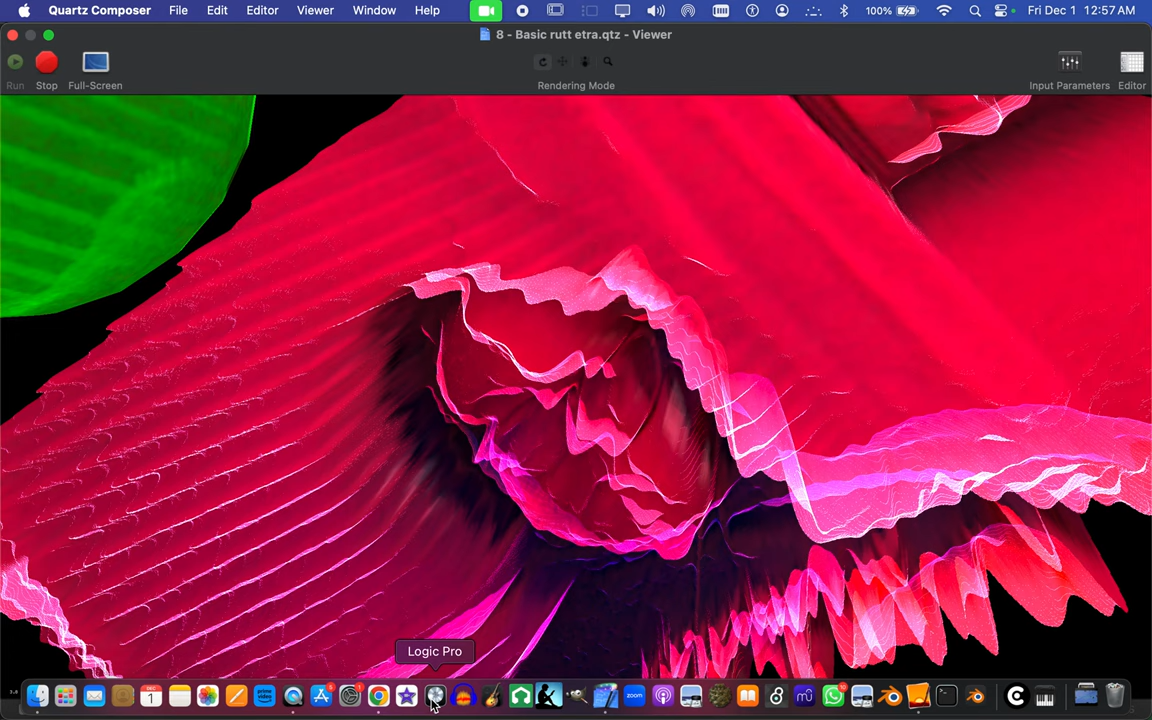 Quartz Composer File Edit Editor Viewer Window Help 100% Fri Dec 1 12:57 AM
8 - Basic rutt etra.qtz - Viewer
Run Stop Full-Screen Rendering Mode Input Parameters Editor
Logic Pro